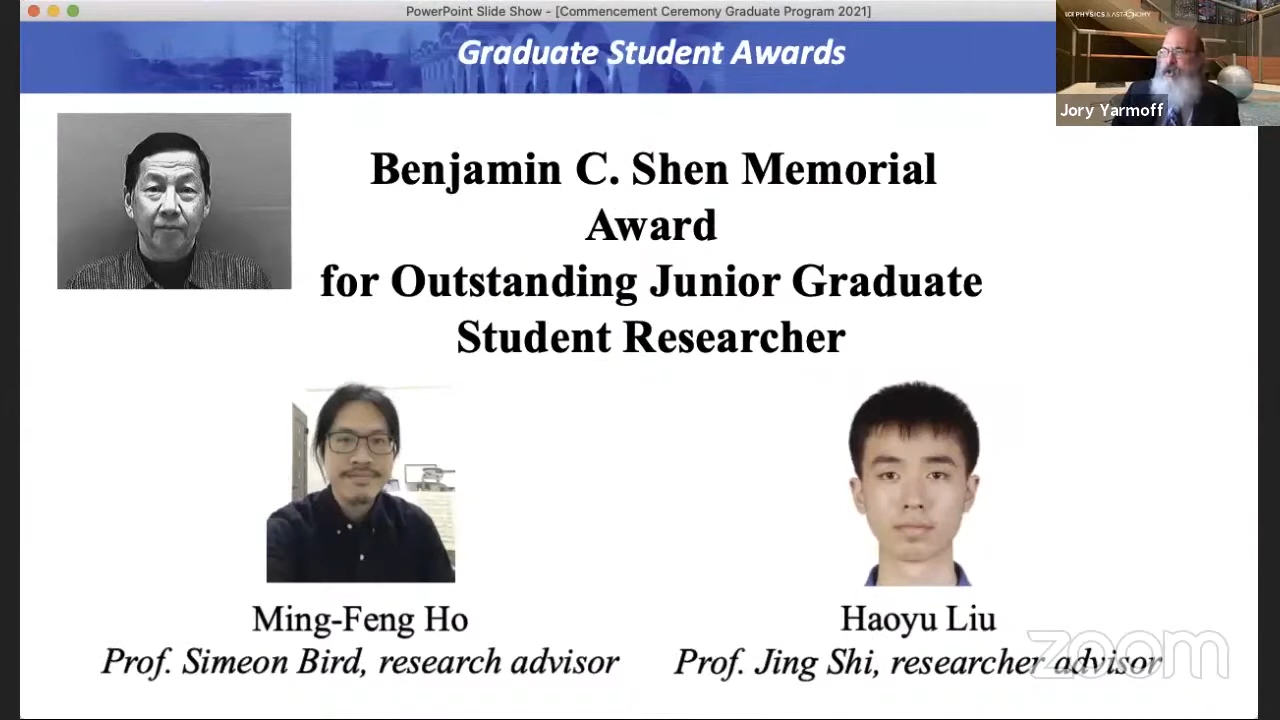 PowerPoint Slide Show - [Commencement Ceremony Graduate Program 2021]
Graduate Student Awards
PHYSICS & ASTRONOMY
Jory Yarmoff
Benjamin C. Shen Memorial
Award
for Outstanding Junior Graduate
Student Researcher
Ming-Feng Ho
Prof. Simeon Bird, research advisor
Haoyu Liu
Prof. Jing Shi, researcher advisor
zoom